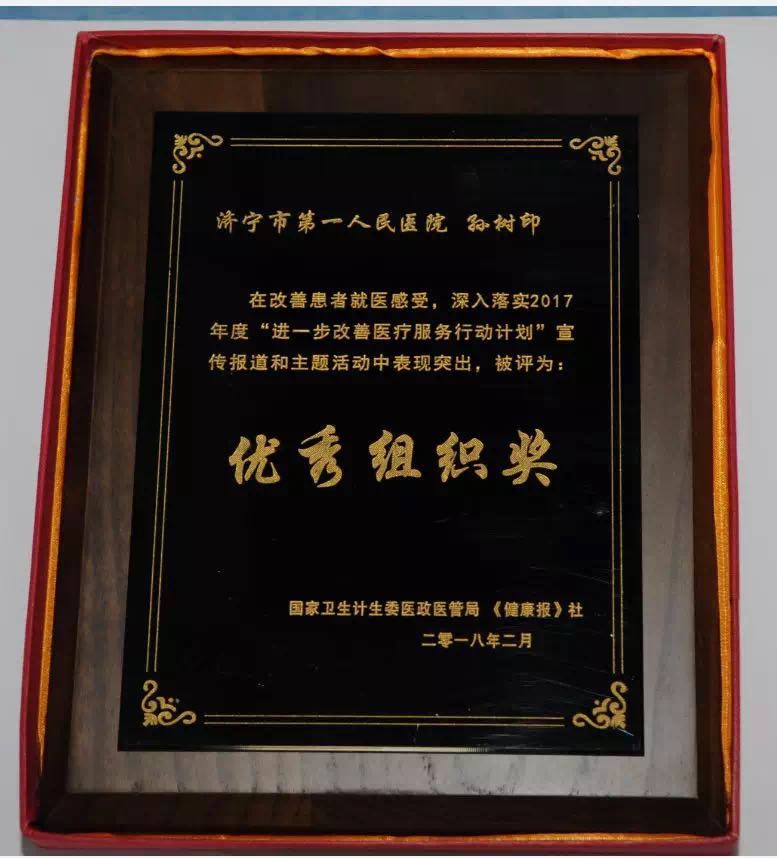 济宁市第一人民医院 孙树印
在改善患者就医感受，深入落实2017
年度“进一步改善医疗服务行动计划”宣
传报道和主题活动中表现突出，被评为：
优秀组织奖
国家卫生计生委医政医管局 《健康报》社
二零一八年二月